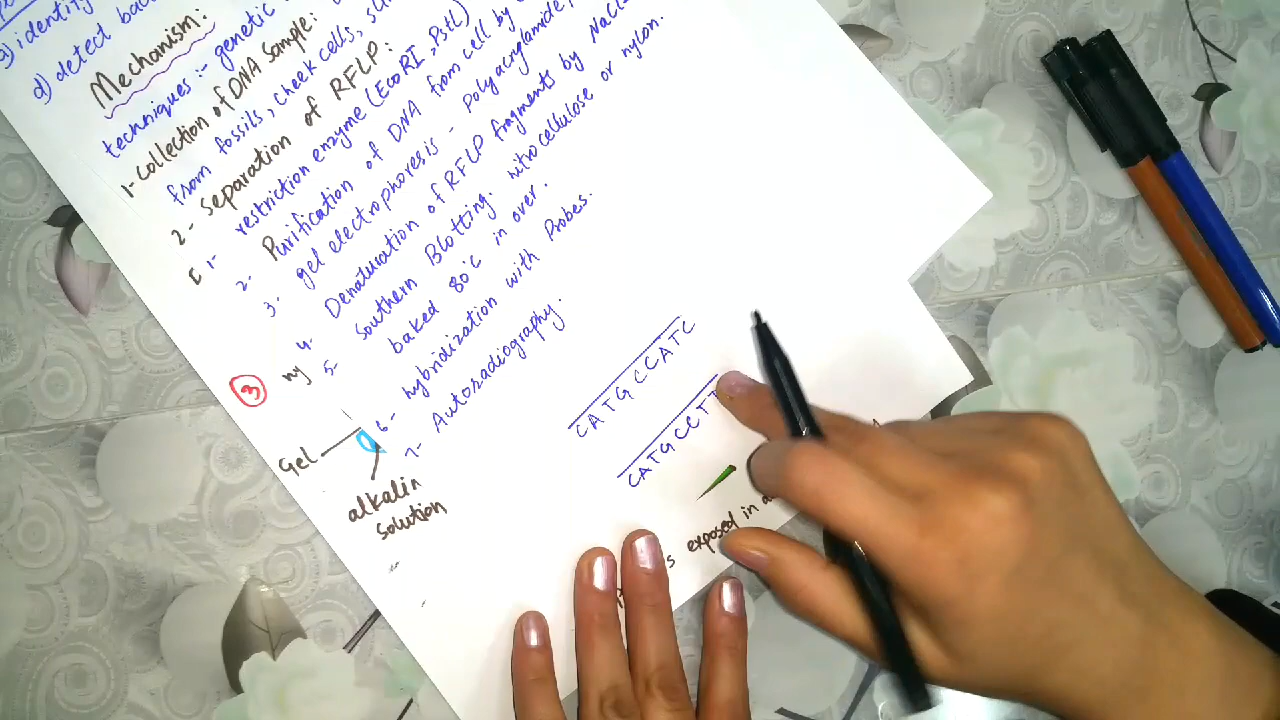 a) identify
d) detect
Mechanism:
techniques :- genetic
1- Collection of DNA Sample:
from fossils, cheek cells,
2- Separation of RFLP:
1- restriction enzyme (EcoRI, PstI)
2- Purification of DNA from cell by
3- gel electrophoresis - Polyacrylamide,
4- Denaturation of RFLP fragments by
5- Southern Blotting. nitrocellulose or nylon.
baked 80°C in over.
6- hybridization with Probes.
7- Autoradiography.
3
Gel
alkalin
solution
CATGCCATC
CATGCCTT
exposed in